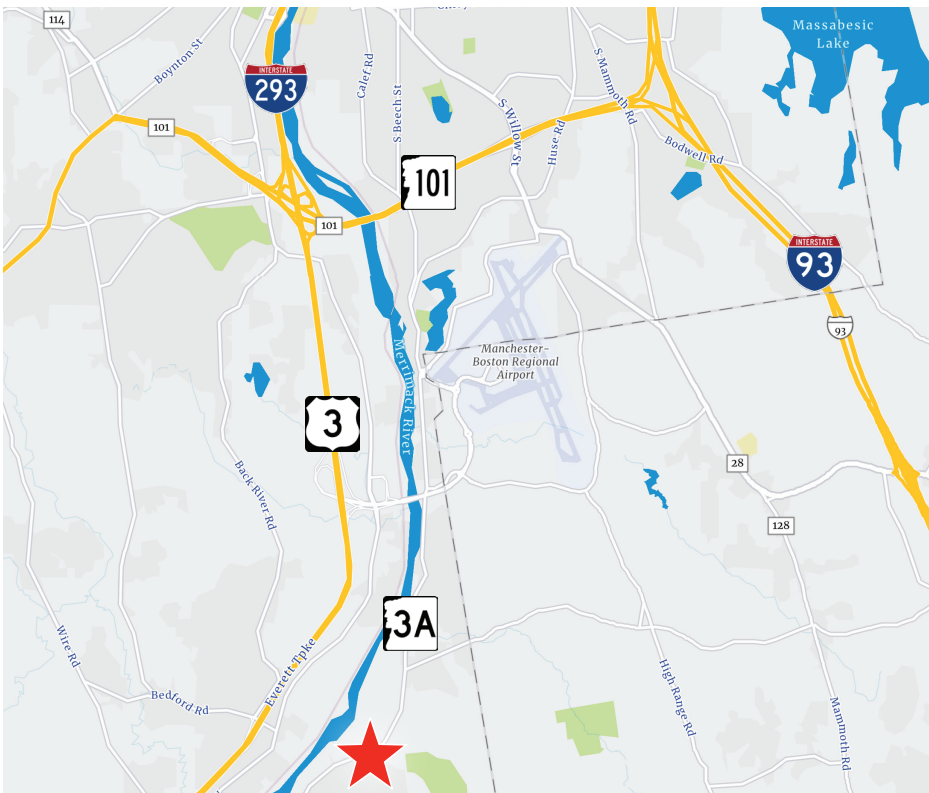 114
Boynton St
INTERSTATE
293
Calef Rd
S Beech St
S Willow St
Huse Rd
S Mammoth Rd
Bodwell Rd
Massabesic
Lake
101
101
101
INTERSTATE
93
93
Manchester–
Boston Regional
Airport
Merrimack River
3
Back River Rd
28
128
3A
Wire Rd
Bedford Rd
Everett Tpke
High Range Rd
Mammoth Rd